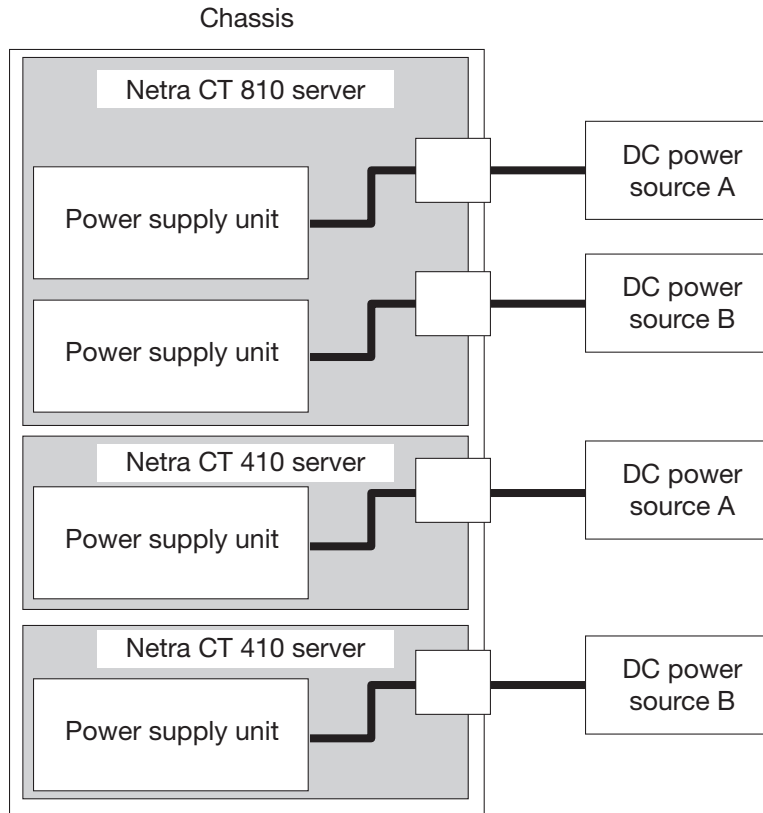 Chassis
Netra CT 810 server
DC power
source A
Power supply unit
DC power
source B
Power supply unit
Netra CT 410 server
DC power
source A
Power supply unit
Netra CT 410 server
DC power
source B
Power supply unit